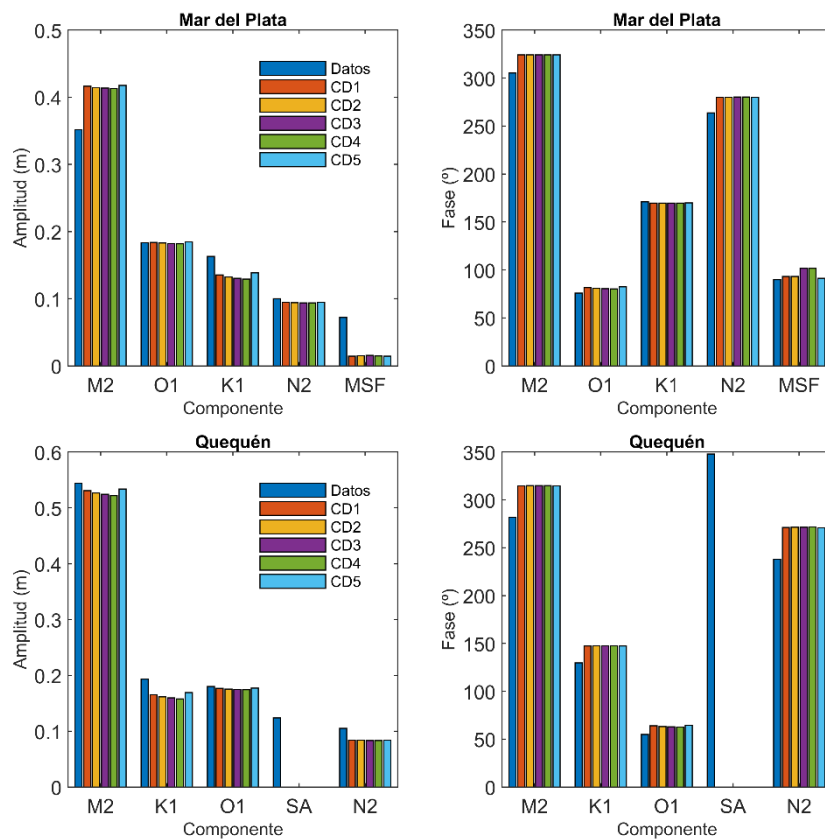 Mar del Plata
0.5
0.4
0.3
0.2
0.1
0
Amplitud (m)
Datos
CD1
CD2
CD3
CD4
CD5
M2 O1 K1 N2 MSF
Componente
Mar del Plata
350
300
250
200
150
100
50
0
Fase (º)
M2 O1 K1 N2 MSF
Componente
Quequén
0.6
0.5
0.4
0.3
0.2
0.1
0
Amplitud (m)
Datos
CD1
CD2
CD3
CD4
CD5
M2 K1 O1 SA N2
Componente
Quequén
350
300
250
200
150
100
50
0
Fase (º)
M2 K1 O1 SA N2
Componente